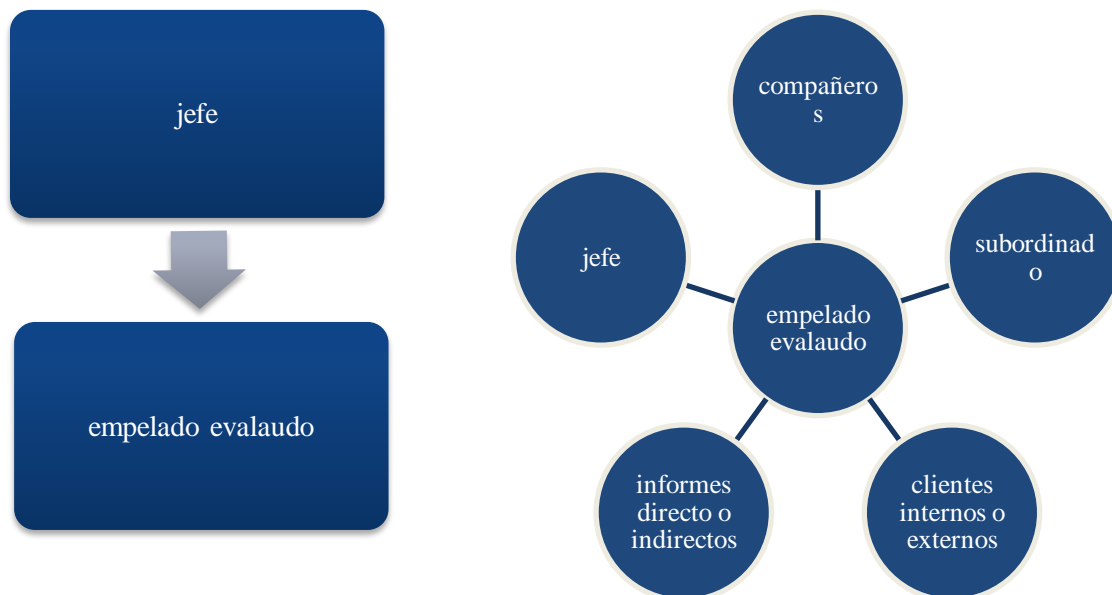 jefe
empelado evalaudo
compañero
s
jefe
subordinad
o
empelado
evalaudo
informes
directo o
indirectos
clientes
internos o
externos